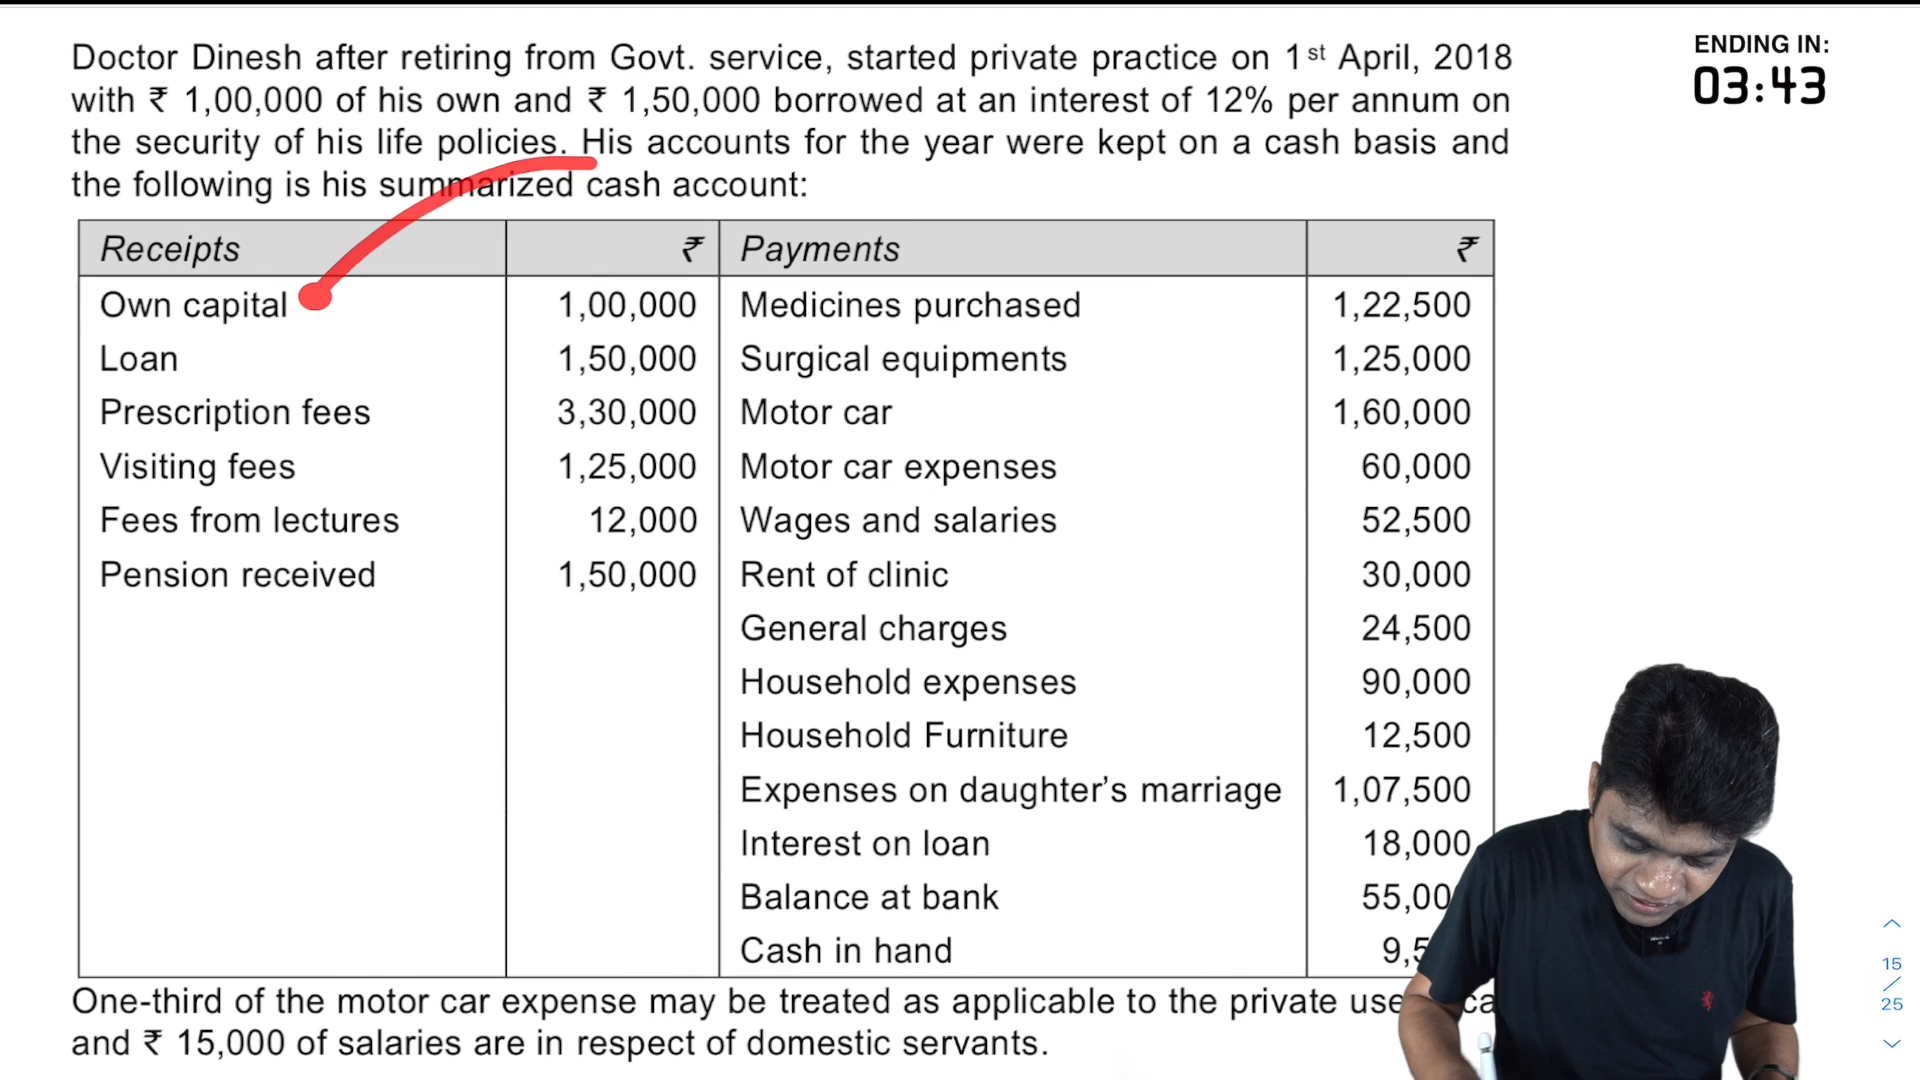 ENDING IN:
03:43
Doctor Dinesh after retiring from Govt. service, started private practice on 1st April, 2018
with ₹ 1,00,000 of his own and ₹ 1,50,000 borrowed at an interest of 12% per annum on
the security of his life policies. His accounts for the year were kept on a cash basis and
the following is his summarized cash account:
Receipts ₹ Payments ₹
Own capital 1,00,000 Medicines purchased 1,22,500
Loan 1,50,000 Surgical equipments 1,25,000
Prescription fees 3,30,000 Motor car 1,60,000
Visiting fees 1,25,000 Motor car expenses 60,000
Fees from lectures 12,000 Wages and salaries 52,500
Pension received 1,50,000 Rent of clinic 30,000
General charges 24,500
Household expenses 90,000
Household Furniture 12,500
Expenses on daughter’s marriage 1,07,500
Interest on loan 18,000
Balance at bank 55,00
Cash in hand 9,5
One-third of the motor car expense may be treated as applicable to the private use ca
and ₹ 15,000 of salaries are in respect of domestic servants.
15
/
25